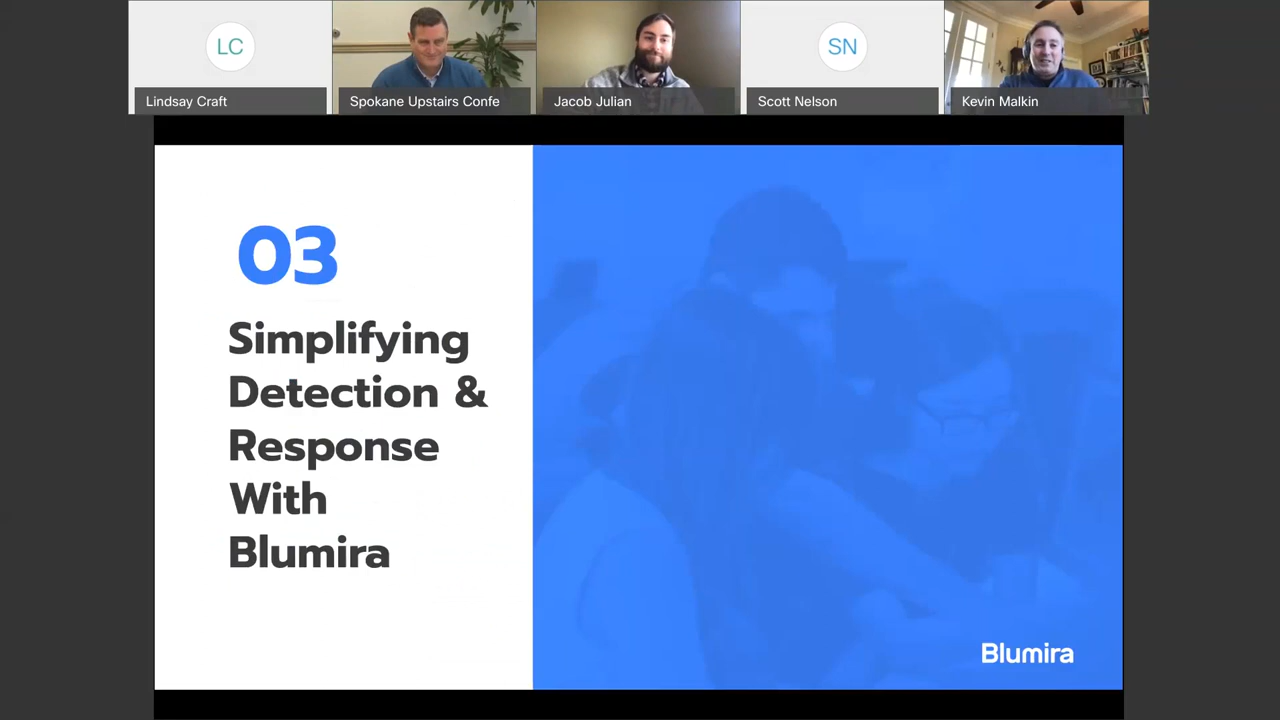 LC
SN
Lindsay Craft
Spokane Upstairs Confe
Jacob Julian
Scott Nelson
Kevin Malkin
03
Simplifying
Detection &
Response
With
Blumira
Blumira